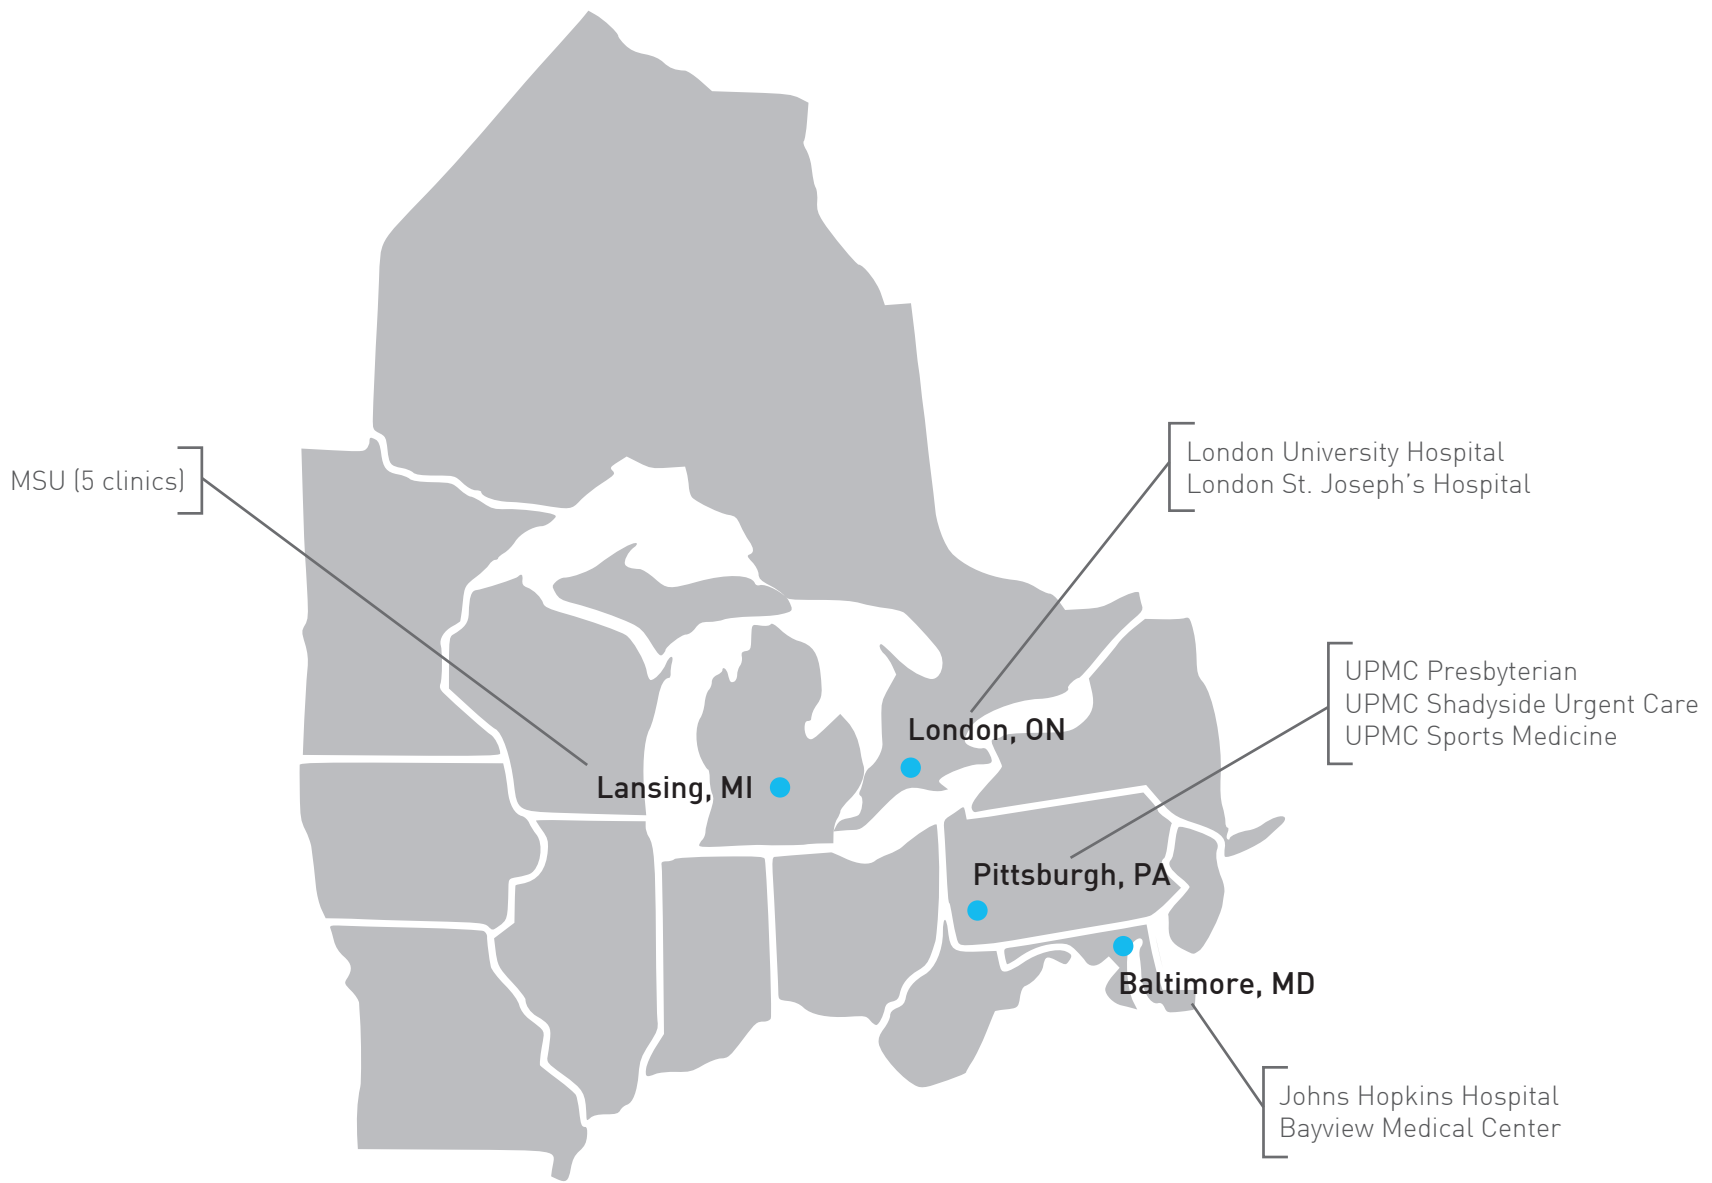 London University Hospital
London St. Joseph's Hospital
MSU (5 clinics)
UPMC Presbyterian
UPMC Shadyside Urgent Care
UPMC Sports Medicine
London, ON
Lansing, MI
Pittsburgh, PA
Baltimore, MD
Johns Hopkins Hospital
Bayview Medical Center